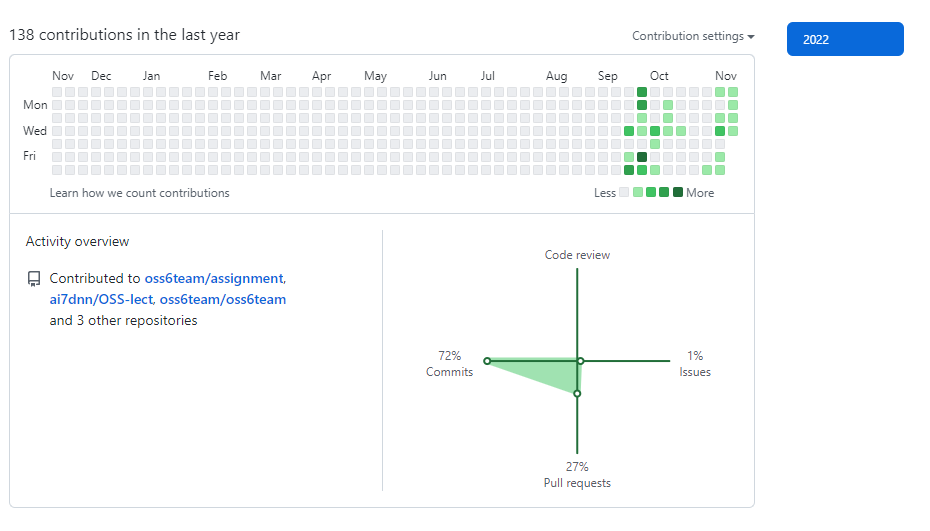 138 contributions in the last year
Contribution settings
2022
Nov Dec Jan Feb Mar Apr May Jun Jul Aug Sep Oct Nov
Mon
Wed
Fri
Learn how we count contributions
Less More
Activity overview
Contributed to oss6team/assignment,
ai7dnn/OSS-lect, oss6team/oss6team
and 3 other repositories
Code review
72%
Commits
1%
Issues
27%
Pull requests